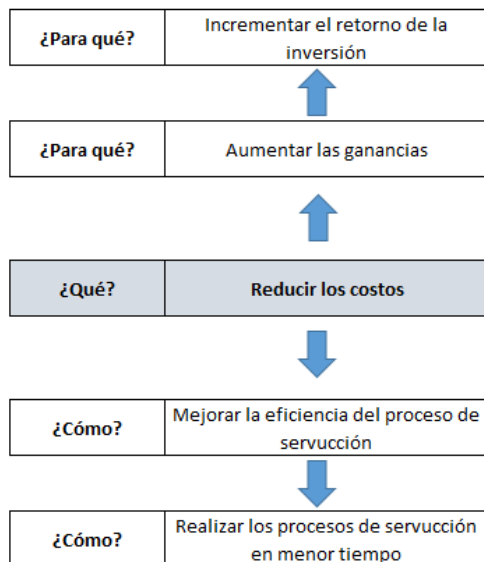 ¿Para qué?
Incrementar el retorno de la
inversión
¿Para qué?
Aumentar las ganancias
¿Qué?
Reducir los costos
¿Cómo?
Mejorar la eficiencia del proceso de
servucción
¿Cómo?
Realizar los procesos de servucción
en menor tiempo